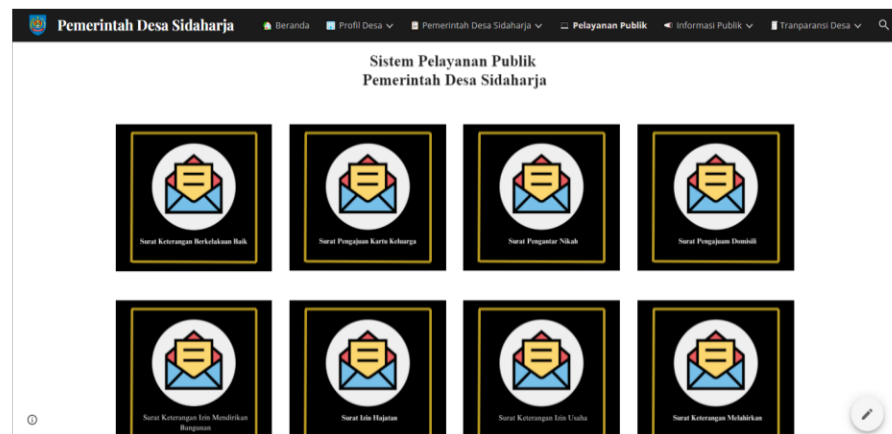 Pemerintah Desa Sidaharja
Beranda
Profil Desa
Pemerintah Desa Sidaharja
Pelayanan Publik
Informasi Publik
Tranparansi Desa
Sistem Pelayanan Publik
Pemerintah Desa Sidaharja
Surat Keterangan Berkelakuan Baik
Surat Pengajuan Kartu Keluarga
Surat Pengantar Nikah
Surat Pengajuam Domisili
Surat Keterangan Izin Mendirikan
Bangunan
Surat Izin Hajatan
Surat Keterangan Izin Usaha
Surat Keterangan Melahirkan